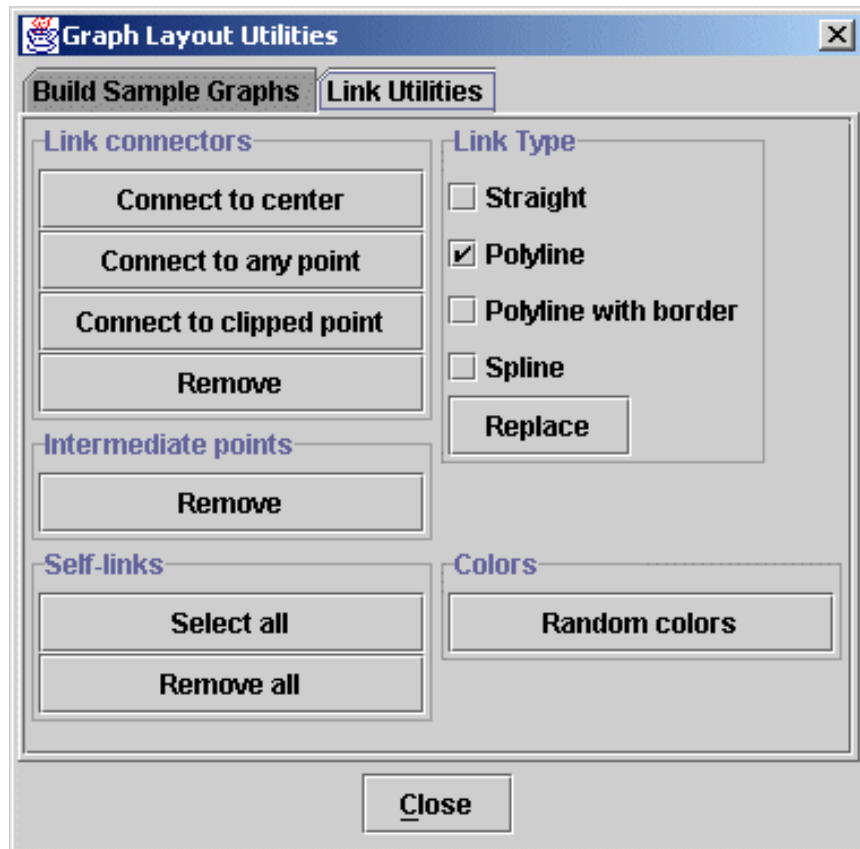 Graph Layout Utilities
Build Sample Graphs
Link Utilities
Link connectors
Connect to center
Connect to any point
Connect to clipped point
Remove
Intermediate points
Remove
Self-links
Select all
Remove all
Link Type
Straight
Polyline
Polyline with border
Spline
Replace
Colors
Random colors
Close